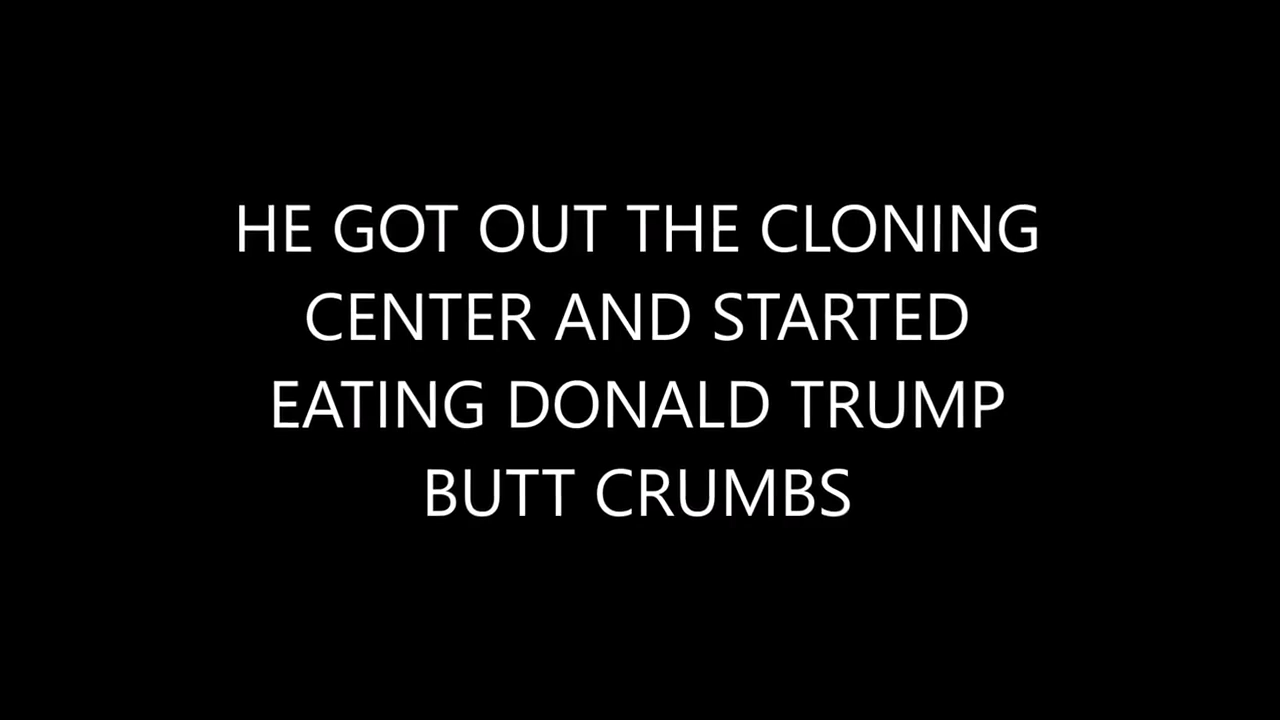 HE GOT OUT THE CLONING
CENTER AND STARTED
EATING DONALD TRUMP
BUTT CRUMBS